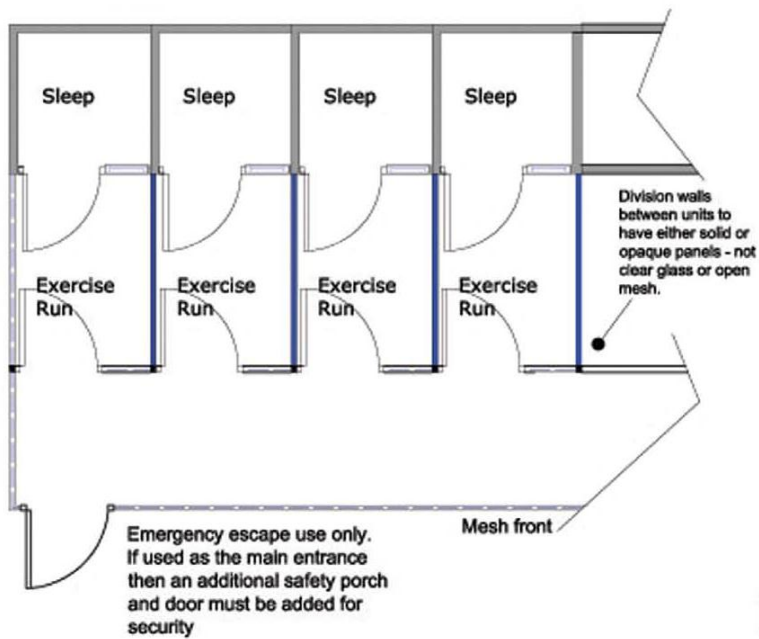 Sleep
Sleep
Sleep
Sleep
Division walls
between units to
have either solid or
opaque panels - not
clear glass or open
mesh.
Exercise
Run
Exercise
Run
Exercise
Run
Exercise
Run
Emergency escape use only.
If used as the main entrance
then an additional safety porch
and door must be added for
security
Mesh front